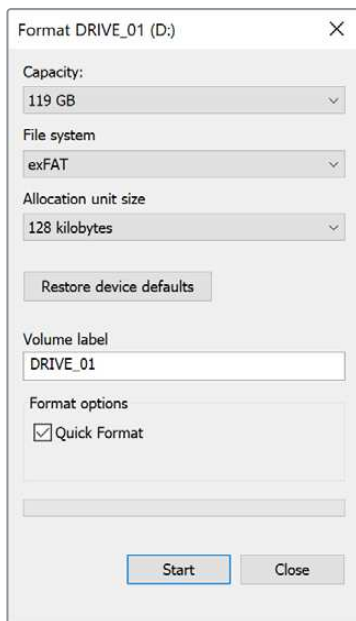 Format DRIVE_01 (D:)
Capacity:
119 GB
File system
exFAT
Allocation unit size
128 kilobytes
Restore device defaults
Volume label
DRIVE_01
Format options
Quick Format
Start Close